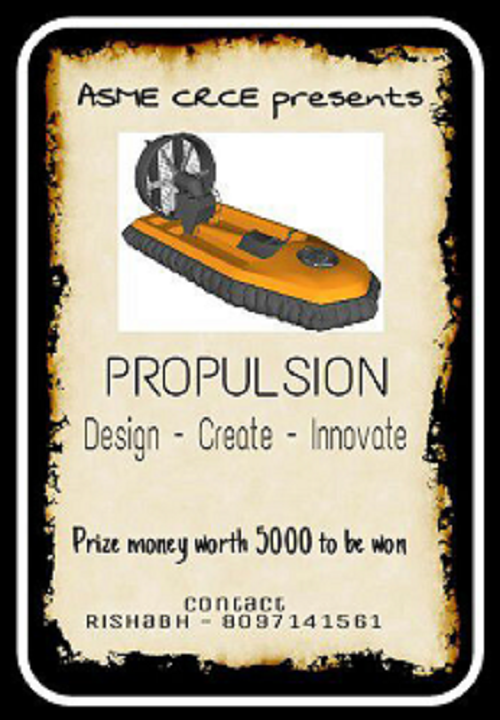 ASME CRCE presents
PROPULSION
Design - Create - Innovate
Prize money worth 5000 to be won
contact
RISHaBH - 8097141561